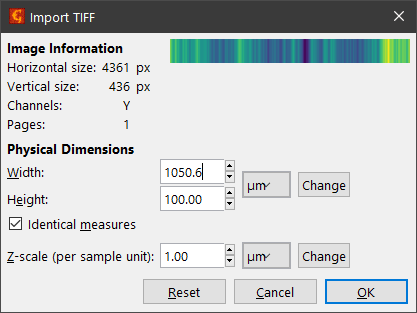 Import TIFF
Image Information
Horizontal size: 4361 px
Vertical size: 436 px
Channels: Y
Pages: 1
Physical Dimensions
Width: 1050.6 µm Change
Height: 100.00
Identical measures
Z-scale (per sample unit): 1.00 µm Change
Reset Cancel OK